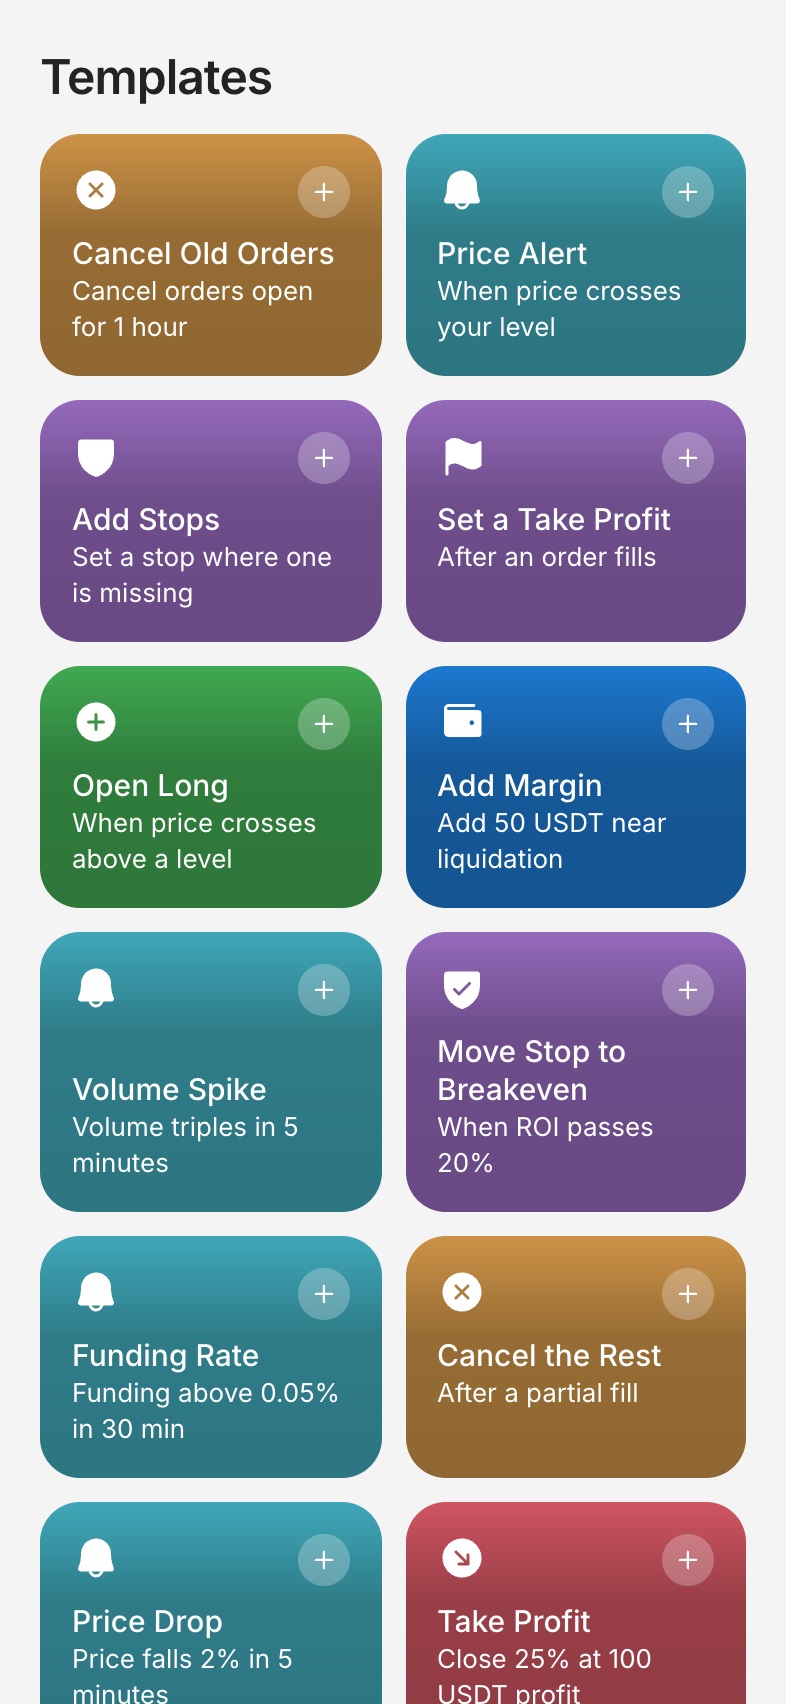 Templates
Cancel Old Orders
Cancel orders open
for 1 hour
Price Alert
When price crosses
your level
Add Stops
Set a stop where one
is missing
Set a Take Profit
After an order fills
Open Long
When price crosses
above a level
Add Margin
Add 50 USDT near
liquidation
Volume Spike
Volume triples in 5
minutes
Move Stop to
Breakeven
When ROI passes
20%
Funding Rate
Funding above 0.05%
in 30 min
Cancel the Rest
After a partial fill
Price Drop
Price falls 2% in 5
minutes
Take Profit
Close 25% at 100
USDT profit